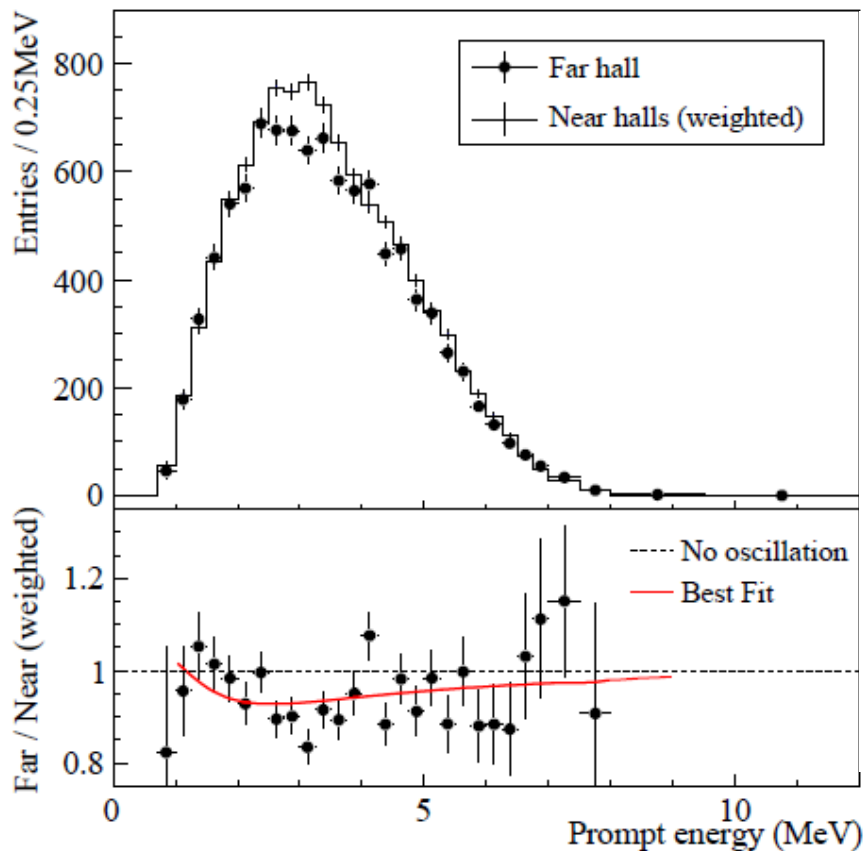 Entries / 0.25MeV
800
600
400
200
0
Far hall
Near halls (weighted)
Far / Near (weighted)
1.2
1
0.8
No oscillation
Best Fit
0
5
10
Prompt energy (MeV)